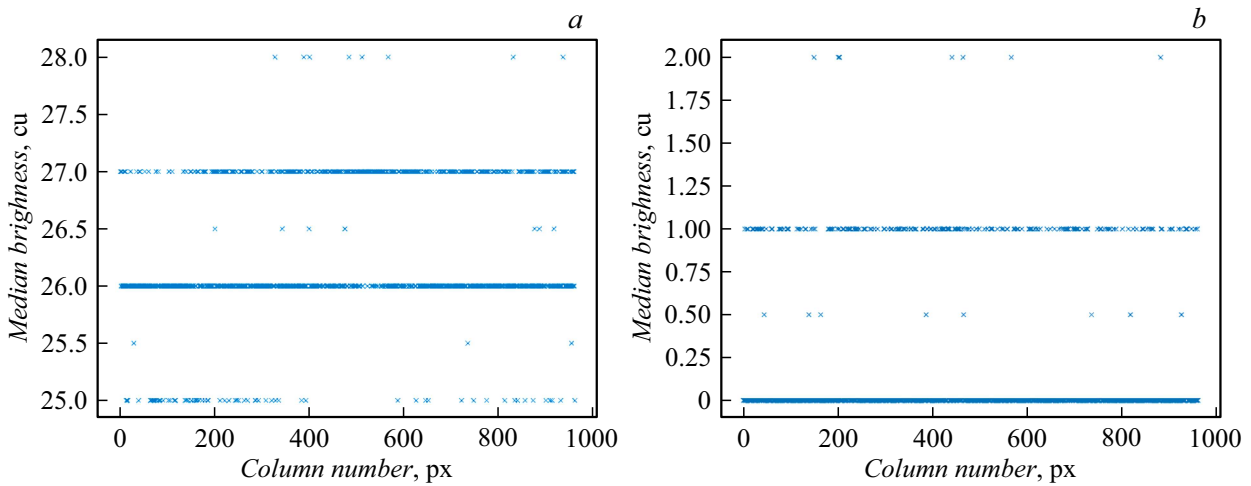 a
28.0
27.5
27.0
26.5
26.0
25.5
25.0
Median brighness, cu
0 200 400 600 800 1000
Column number, px
b
2.00
1.75
1.50
1.25
1.00
0.75
0.50
0.25
0
Median brighness, cu
0 200 400 600 800 1000
Column number, px